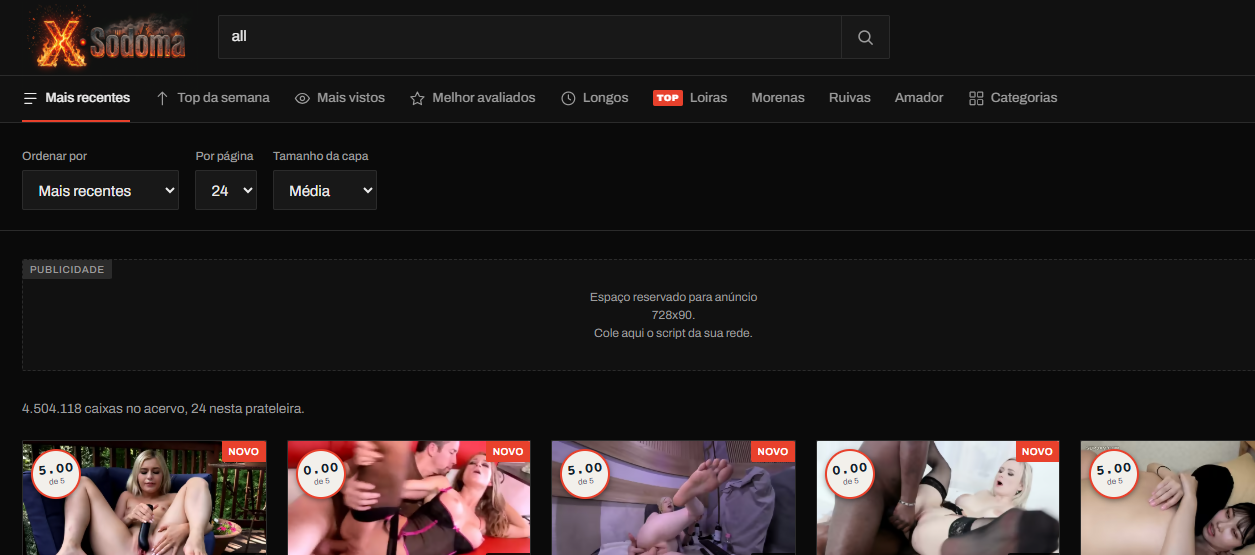 X Sodoma
all
Mais recentes
Top da semana
Mais vistos
Melhor avaliados
Longos
TOP Loiras
Morenas
Ruivas
Amador
Categorias
Ordenar por
Por página
Tamanho da capa
Mais recentes
24
Média
PUBLICIDADE
Espaço reservado para anúncio
728x90.
Cole aqui o script da sua rede.
4.504.118 caixas no acervo, 24 nesta prateleira.
5.00
de 5
NOVO
0.00
de 5
NOVO
5.00
de 5
NOVO
0.00
de 5
NOVO
5.00
de 5